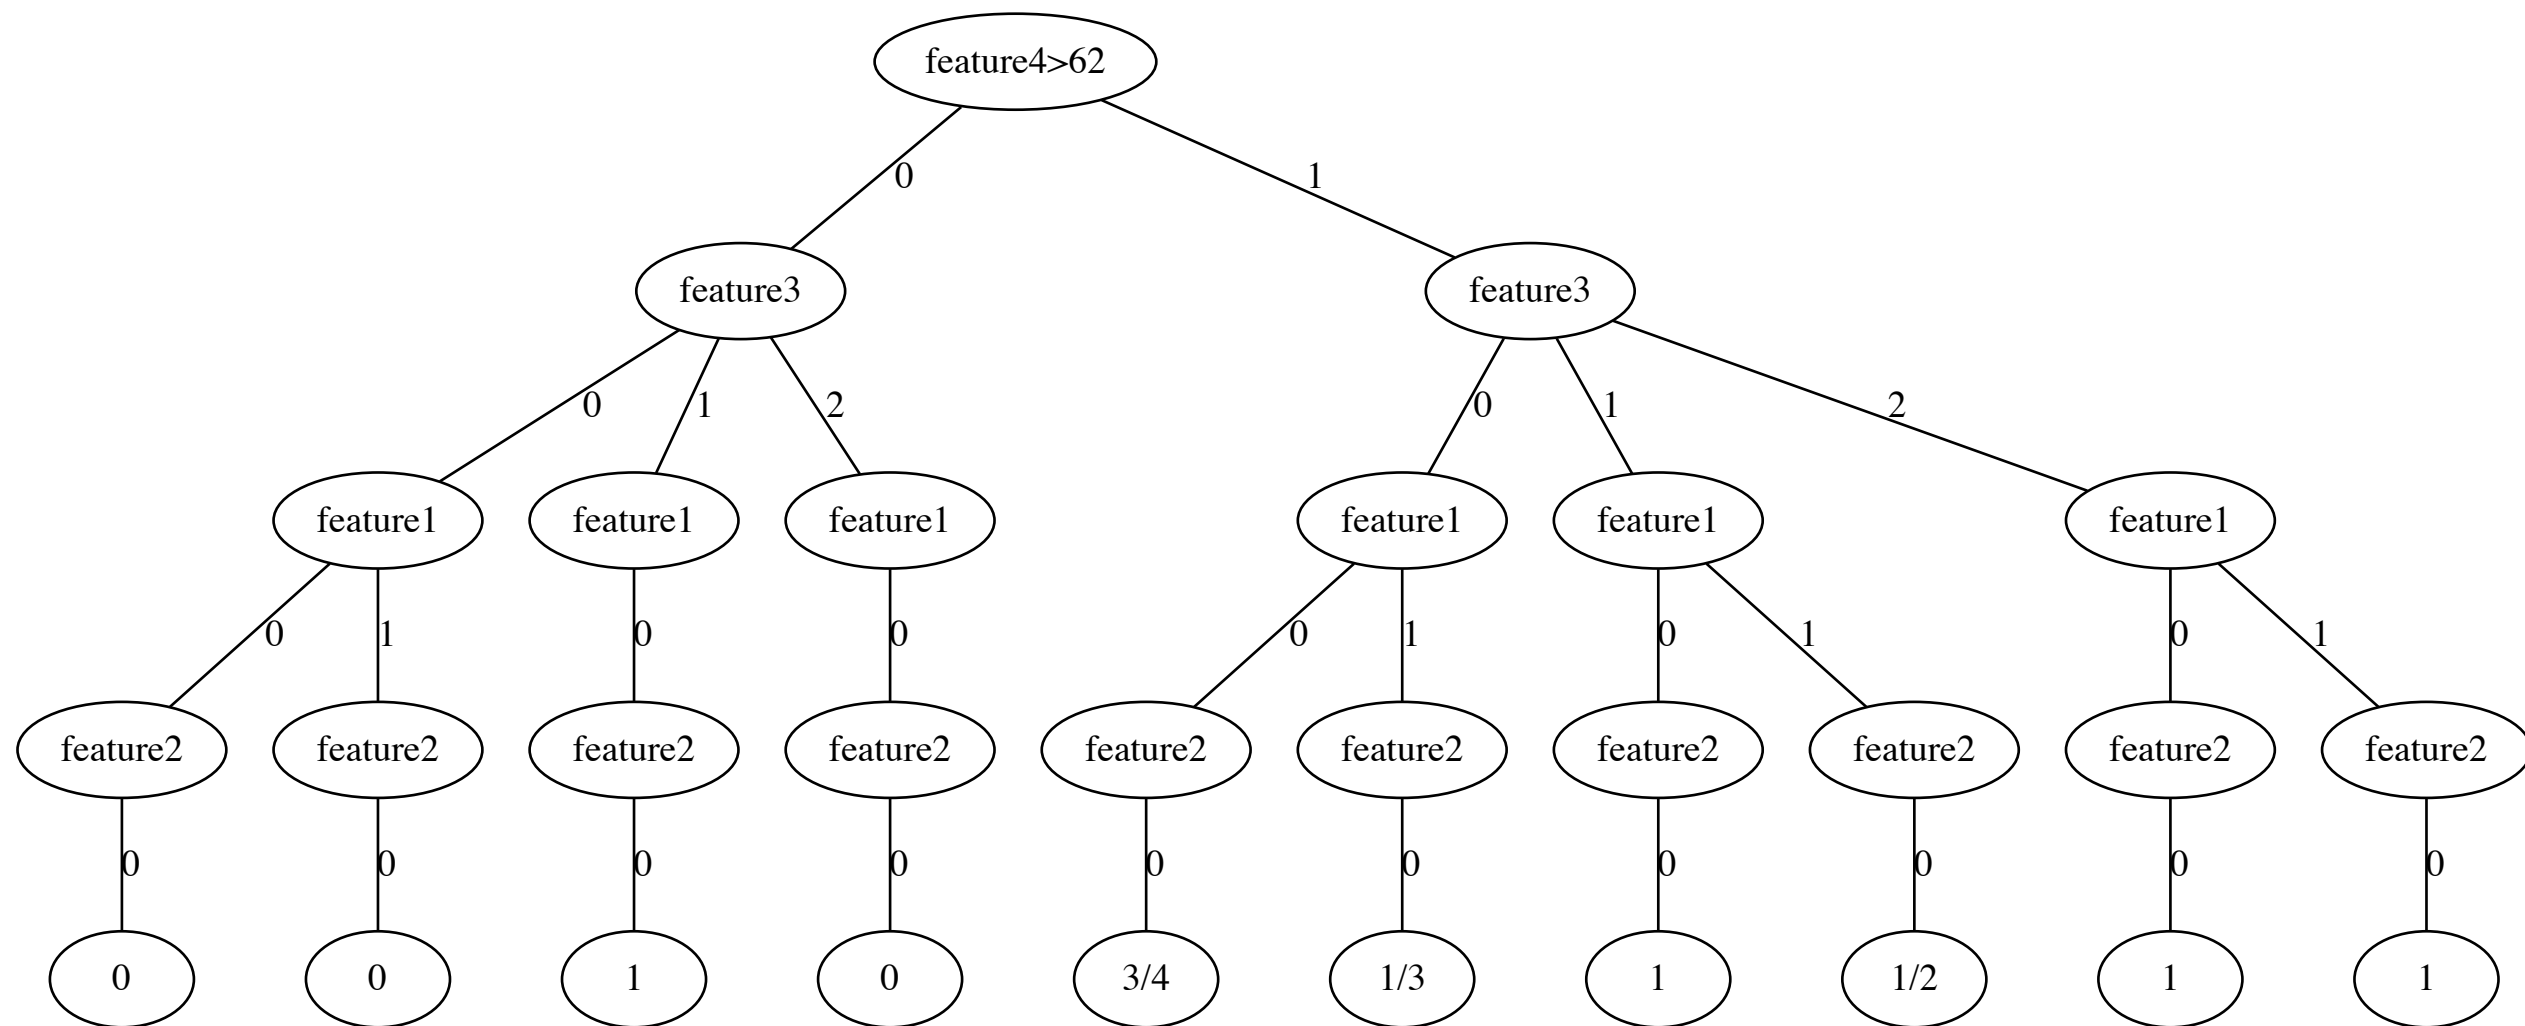 feature4>62
0 1
feature3 feature3
0 1 2 0 1 2
feature1 feature1 feature1 feature1 feature1 feature1
0 1 0 0 0 1 0 1 0 1
feature2 feature2 feature2 feature2 feature2 feature2 feature2 feature2 feature2 feature2
0 0 0 0 0 0 0 0 0 0
0 0 1 0 3/4 1/3 1 1/2 1 1